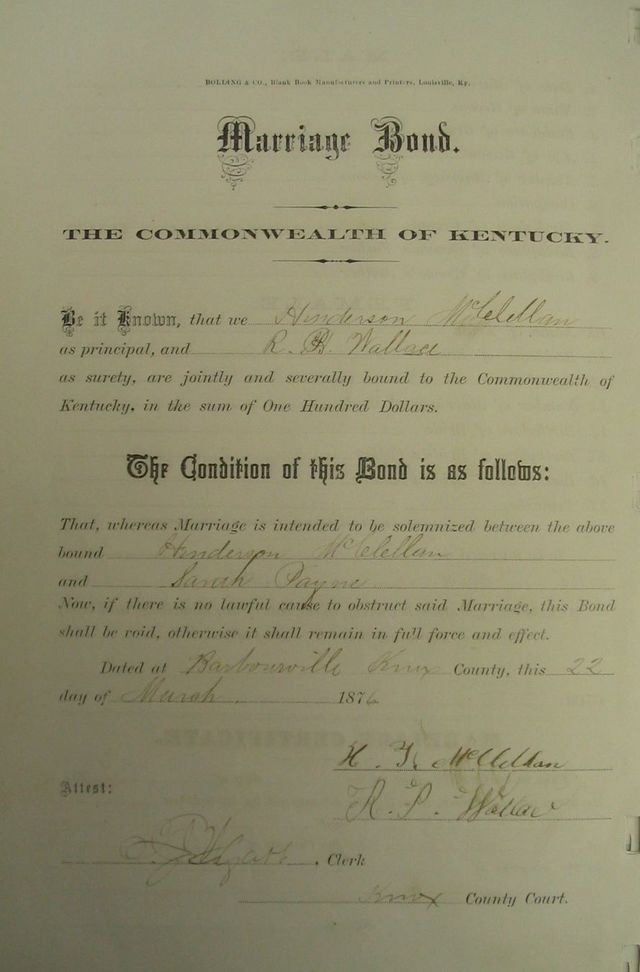 BOLDING & CO., Blank Book Manufacturers and Printers, Louisville, Ky.
Marriage Bond.
THE COMMONWEALTH OF KENTUCKY.
Be it Known, that we Henderson McClellan
as principal, and R. H. Wallace
as surety, are jointly and severally bound to the Commonwealth of
Kentucky, in the sum of One Hundred Dollars.
The Condition of this Bond is as follows:
That, whereas Marriage is intended to be solemnized between the above
bound Henderson McClellan
and Sarah Payne
Now, if there is no lawful cause to obstruct said Marriage, this Bond
shall be void, otherwise it shall remain in full force and effect.
Dated at Barbourville Knox County, this 22
day of March 1876
H. McClellan
Attest:
R. P. Wallace
Clerk
Knox County Court.